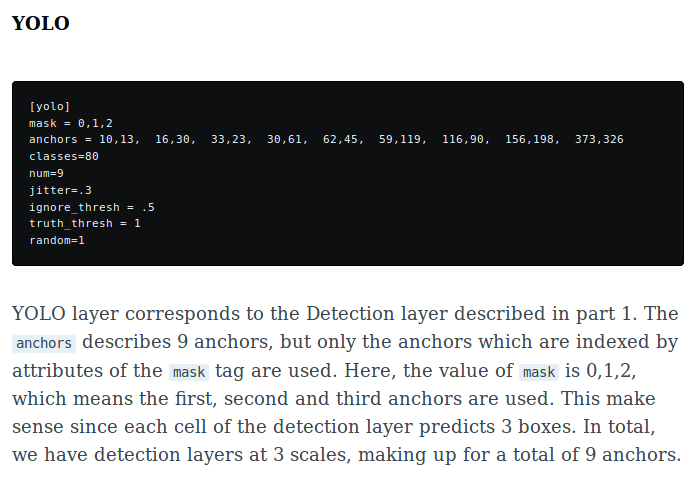 YOLO
[yolo]
mask = 0,1,2
anchors = 10,13,  16,30,  33,23,  30,61,  62,45,  59,119,  116,90,  156,198,  373,326
classes=80
num=9
jitter=.3
ignore_thresh = .5
truth_thresh = 1
random=1
YOLO layer corresponds to the Detection layer described in part 1. The
anchors describes 9 anchors, but only the anchors which are indexed by
attributes of the mask tag are used. Here, the value of mask is 0,1,2,
which means the first, second and third anchors are used. This make
sense since each cell of the detection layer predicts 3 boxes. In total,
we have detection layers at 3 scales, making up for a total of 9 anchors.